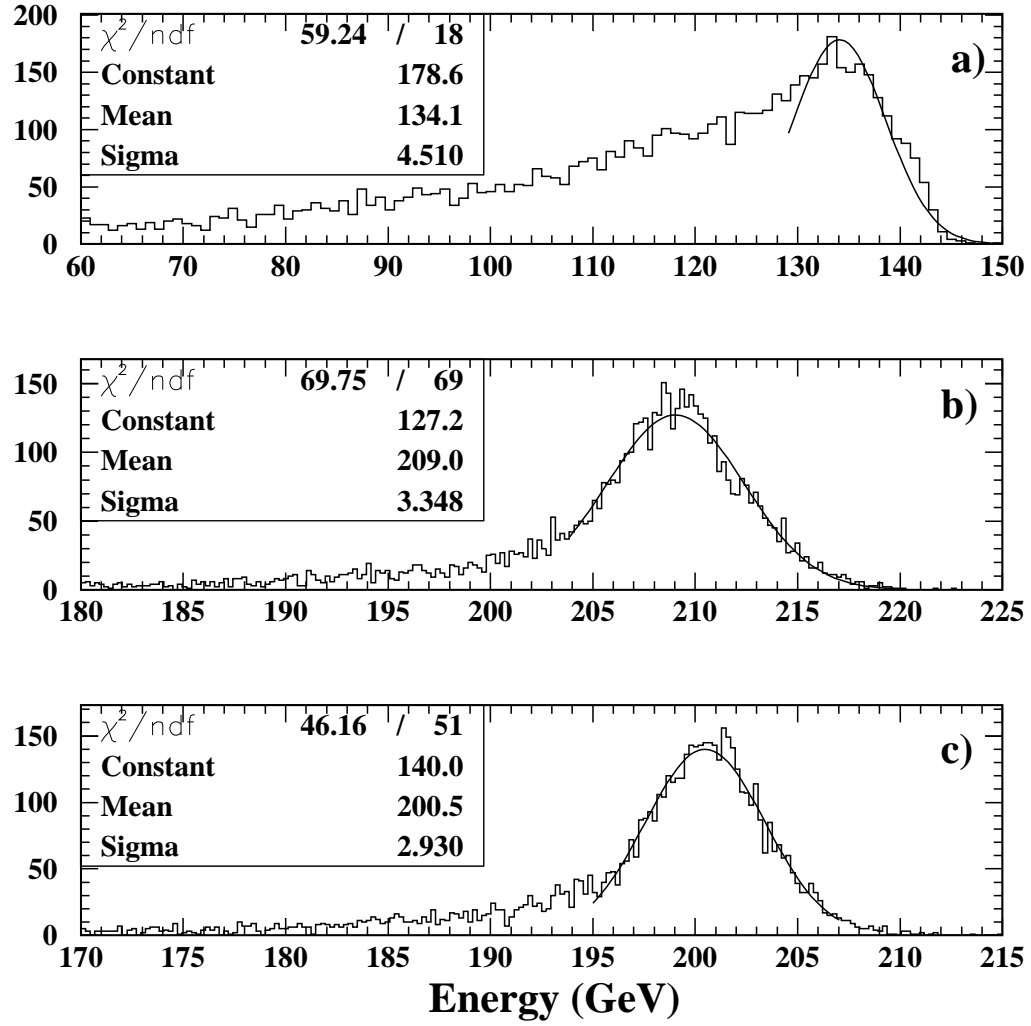 200
150
100
50
0
χ²/ndf 59.24 / 18
Constant 178.6
Mean 134.1
Sigma 4.510
a)
60 70 80 90 100 110 120 130 140 150
150
100
50
0
χ²/ndf 69.75 / 69
Constant 127.2
Mean 209.0
Sigma 3.348
b)
180 185 190 195 200 205 210 215 220 225
150
100
50
0
χ²/ndf 46.16 / 51
Constant 140.0
Mean 200.5
Sigma 2.930
c)
170 175 180 185 190 195 200 205 210 215
Energy (GeV)